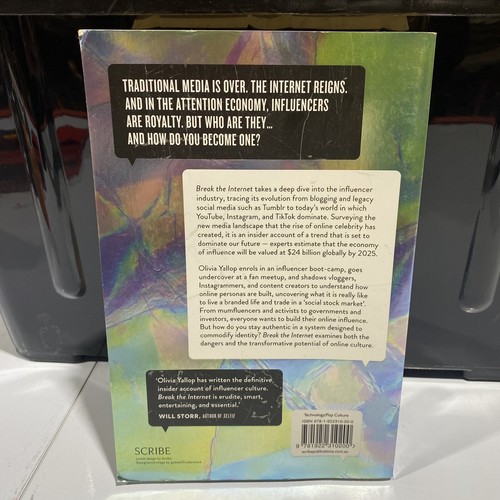 TRADITIONAL MEDIA IS OVER. THE INTERNET REIGNS.
AND IN THE ATTENTION ECONOMY, INFLUENCERS
ARE ROYALTY. BUT WHO ARE THEY...
AND HOW DO YOU BECOME ONE?
Break the Internet takes a deep dive into the influencer
industry, tracing its evolution from blogging and legacy
social media such as Tumblr to today's world in which
YouTube, Instagram, and TikTok dominate. Surveying the
new media landscape that the rise of online celebrity has
created, it is an insider account of a trend that is set to
dominate our future — experts estimate that the economy
of influence will be valued at $24 billion globally by 2025.
Olivia Yallop enrols in an influencer boot-camp, goes
undercover at a fan meetup, and shadows vloggers,
Instagrammers, and content creators to understand how
online personas are built, uncovering what it is really like
to live a branded life and trade in a 'social stock market'.
From mumfluencers and activists to governments and
investors, everyone wants to build their online influence.
But how do you stay authentic in a system designed to
commodify identity? Break the Internet examines both the
dangers and the transformative potential of online culture.
'Olivia Yallop has written the definitive
insider account of influencer culture.
Break the Internet is erudite, smart,
entertaining, and essential.'
WILL STORR, AUTHOR OF SELFIE
SCRIBE
Technology/Pop Culture
9 781922 310002
scribepublications.com.au